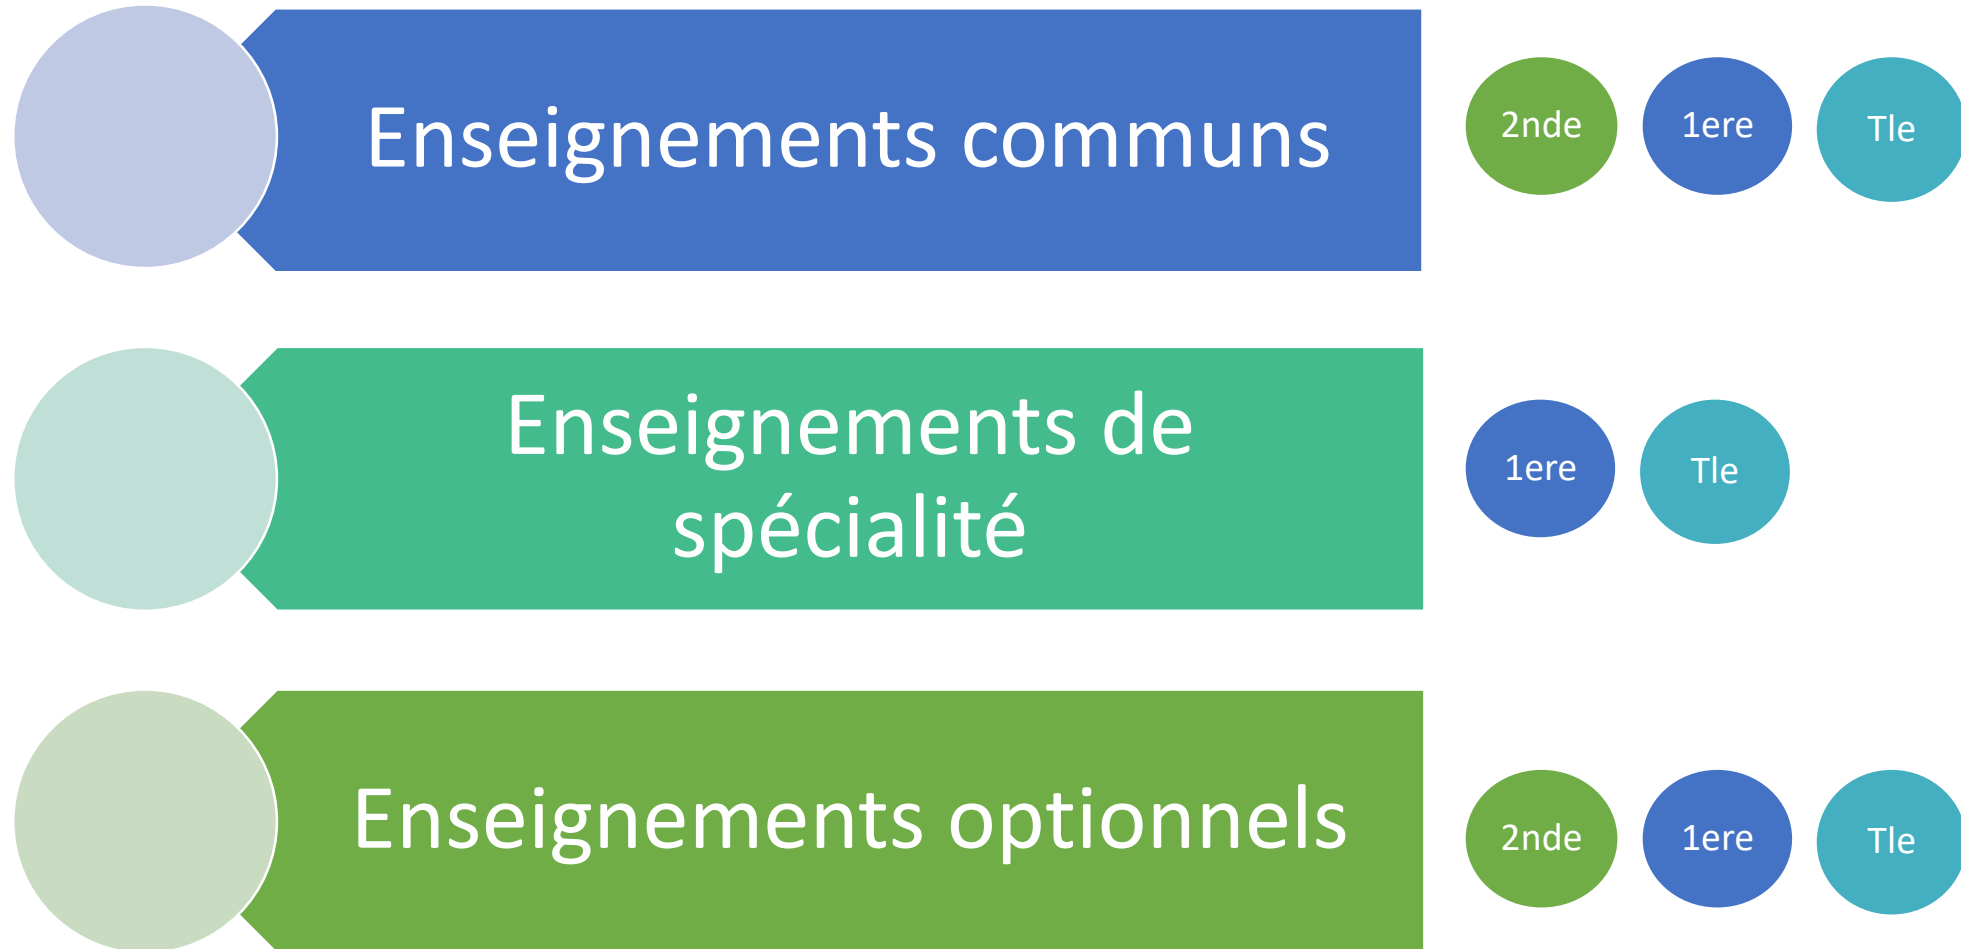 Enseignements communs
2nde 1ere Tle
Enseignements de
spécialité
1ere Tle
Enseignements optionnels
2nde 1ere Tle